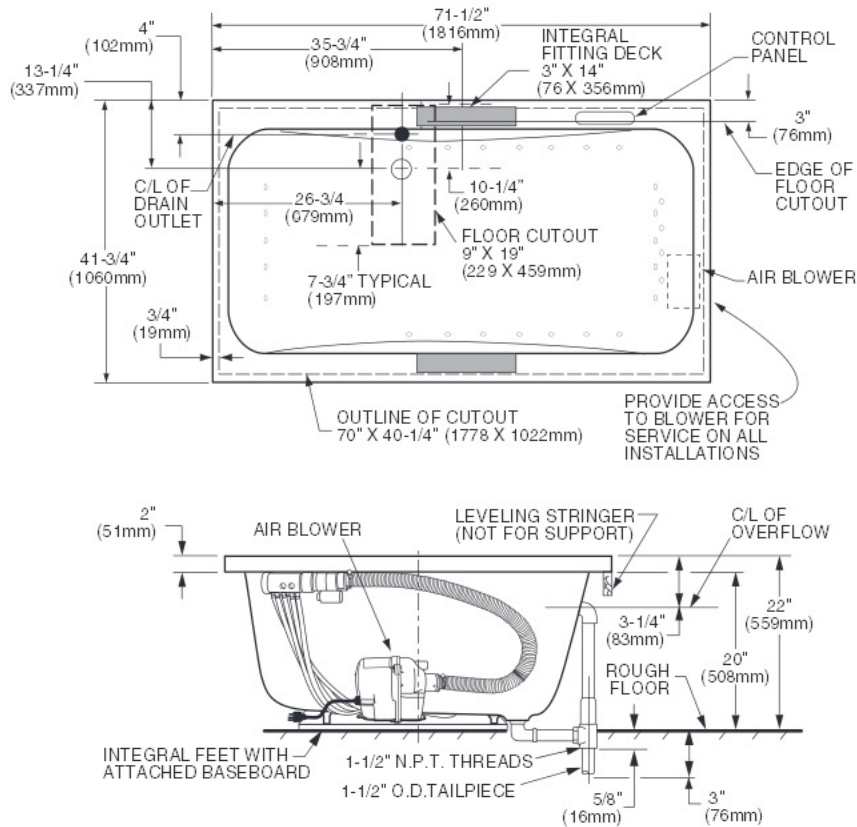 71-1/2"
(1816mm)
4"
(102mm)
35-3/4"
(908mm)
INTEGRAL
FITTING DECK
3" X 14"
(76 X 356mm)
CONTROL
PANEL
13-1/4"
(337mm)
3"
(76mm)
C/L OF
DRAIN
OUTLET
26-3/4
(679mm)
10-1/4"
(260mm)
EDGE OF
FLOOR
CUTOUT
FLOOR CUTOUT
9" X 19"
(229 X 459mm)
41-3/4"
(1060mm)
7-3/4" TYPICAL
(197mm)
AIR BLOWER
3/4"
(19mm)
OUTLINE OF CUTOUT
70" X 40-1/4" (1778 X 1022mm)
PROVIDE ACCESS
TO BLOWER FOR
SERVICE ON ALL
INSTALLATIONS
2"
(51mm)
AIR BLOWER
LEVELING STRINGER
(NOT FOR SUPPORT)
C/L OF
OVERFLOW
3-1/4"
(83mm)
22"
(559mm)
20"
(508mm)
ROUGH
FLOOR
INTEGRAL FEET WITH
ATTACHED BASEBOARD
1-1/2" N.P.T. THREADS
1-1/2" O.D.TAILPIECE
5/8"
(16mm)
3"
(76mm)